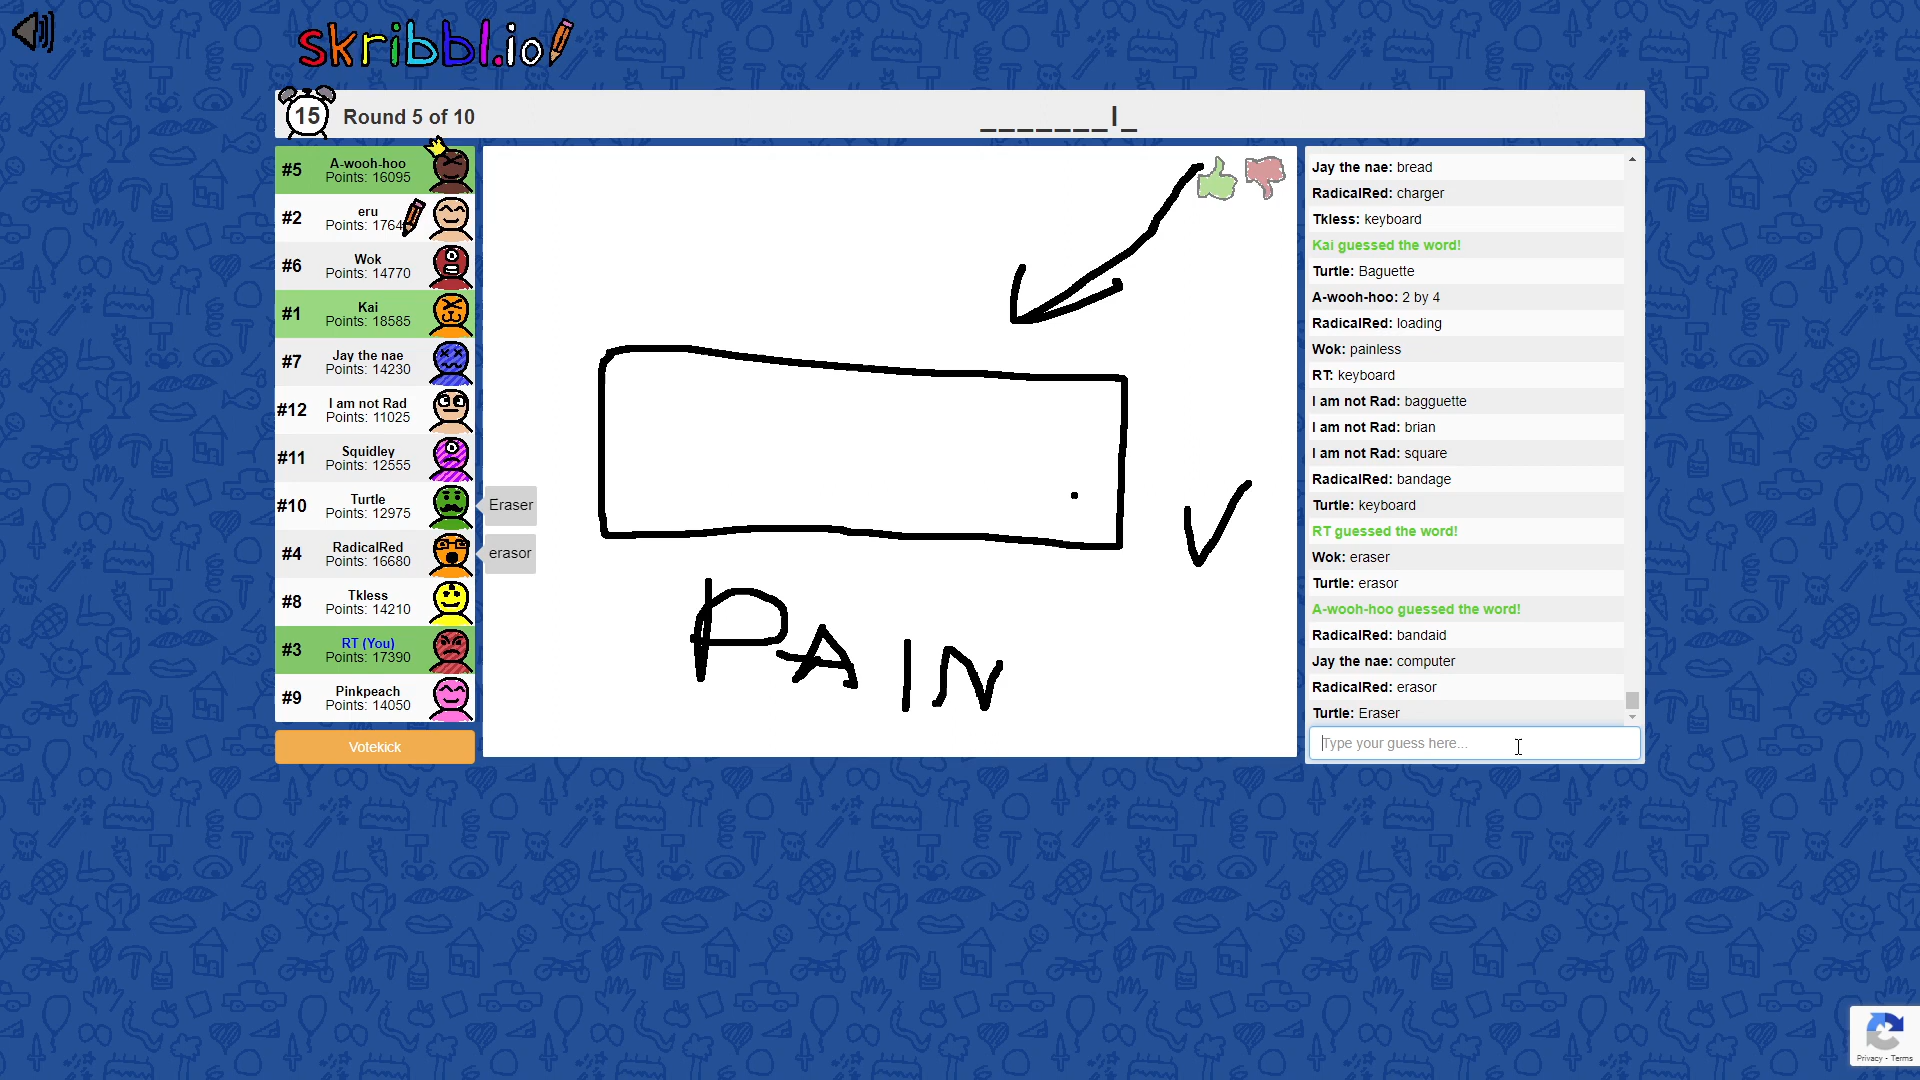 skribbl.io
15
Round 5 of 10
_______l_
#5
A-wooh-hoo
Points: 16095
#2
eru
Points: 1764
#6
Wok
Points: 14770
#1
Kai
Points: 18585
#7
Jay the nae
Points: 14230
#12
I am not Rad
Points: 11025
#11
Squidley
Points: 12555
#10
Turtle
Points: 12975
Eraser
#4
RadicalRed
Points: 16680
erasor
#8
Tkless
Points: 14210
#3
RT (You)
Points: 17390
#9
Pinkpeach
Points: 14050
Votekick
PAIN
Jay the nae: bread
RadicalRed: charger
Tkless: keyboard
Kai guessed the word!
Turtle: Baguette
A-wooh-hoo: 2 by 4
RadicalRed: loading
Wok: painless
RT: keyboard
I am not Rad: bagguette
I am not Rad: brian
I am not Rad: square
RadicalRed: bandage
Turtle: keyboard
RT guessed the word!
Wok: eraser
Turtle: erasor
A-wooh-hoo guessed the word!
RadicalRed: bandaid
Jay the nae: computer
RadicalRed: erasor
Turtle: Eraser
Type your guess here...
Privacy - Terms